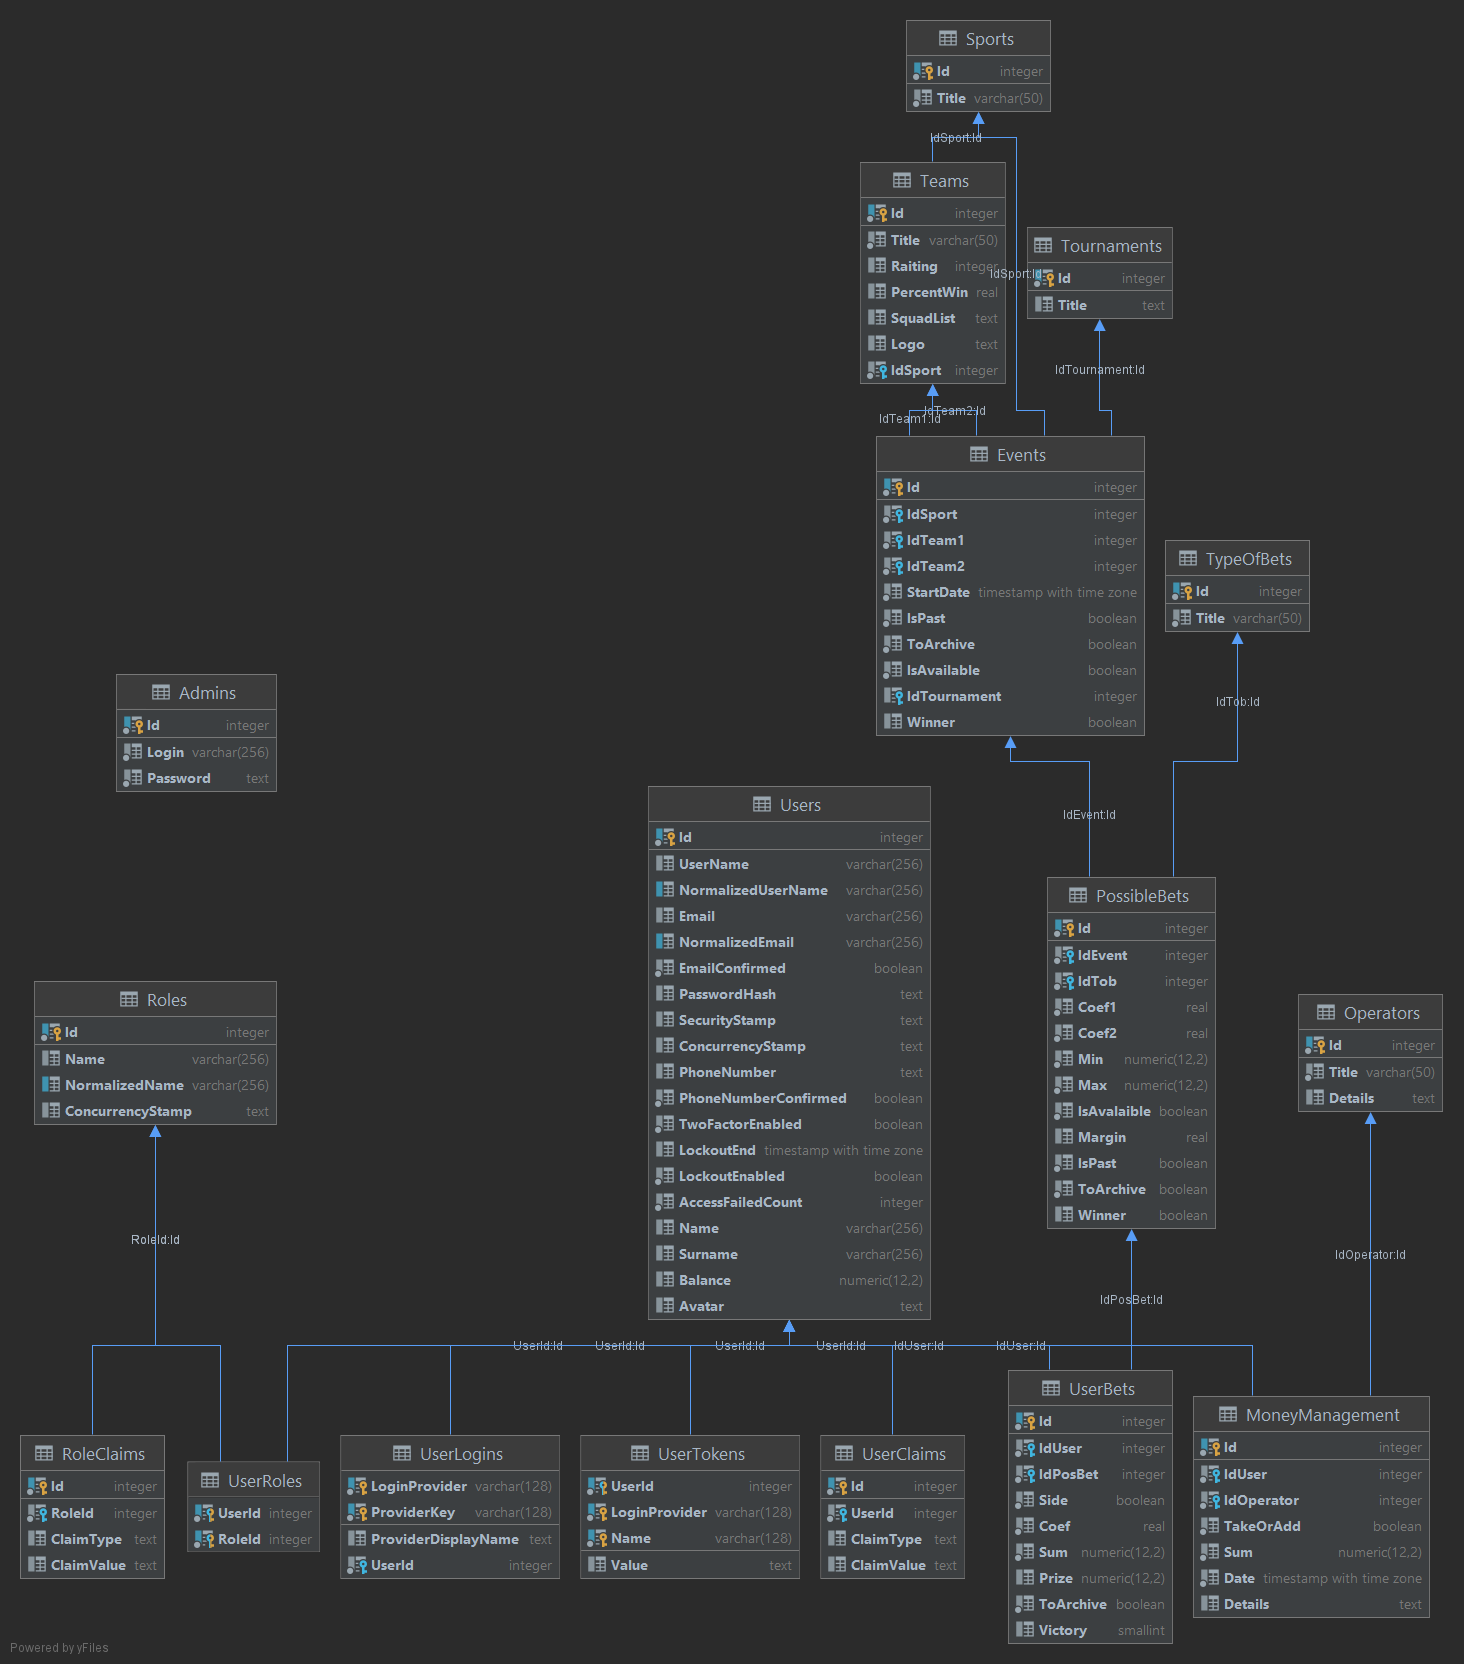 Sports
Id integer
Title varchar(50)
IdSport:Id
Teams
Id integer
Title varchar(50)
Raiting integer
PercentWin real
SquadList text
Logo text
IdSport integer
Tournaments
Id integer
Title text
IdSport:Id
IdTournament:Id
IdTeam2:Id
IdTeam1:Id
Events
Id integer
IdSport integer
IdTeam1 integer
IdTeam2 integer
StartDate timestamp with time zone
IsPast boolean
ToArchive boolean
IsAvailable boolean
IdTournament integer
Winner boolean
TypeOfBets
Id integer
Title varchar(50)
IdTob:Id
Admins
Id integer
Login varchar(256)
Password text
IdEvent:Id
Users
Id integer
UserName varchar(256)
NormalizedUserName varchar(256)
Email varchar(256)
NormalizedEmail varchar(256)
EmailConfirmed boolean
PasswordHash text
SecurityStamp text
ConcurrencyStamp text
PhoneNumber text
PhoneNumberConfirmed boolean
TwoFactorEnabled boolean
LockoutEnd timestamp with time zone
LockoutEnabled boolean
AccessFailedCount integer
Name varchar(256)
Surname varchar(256)
Balance numeric(12,2)
Avatar text
PossibleBets
Id integer
IdEvent integer
IdTob integer
Coef1 real
Coef2 real
Min numeric(12,2)
Max numeric(12,2)
IsAvalaible boolean
Margin real
IsPast boolean
ToArchive boolean
Winner boolean
Roles
Id integer
Name varchar(256)
NormalizedName varchar(256)
ConcurrencyStamp text
Operators
Id integer
Title varchar(50)
Details text
RoleId:Id
IdOperator:Id
IdPosBet:Id
UserId:Id
UserId:Id
UserId:Id
UserId:Id
IdUser:Id
IdUser:Id
RoleClaims
Id integer
RoleId integer
ClaimType text
ClaimValue text
UserRoles
UserId integer
RoleId integer
UserLogins
LoginProvider varchar(128)
ProviderKey varchar(128)
ProviderDisplayName text
UserId integer
UserTokens
UserId integer
LoginProvider varchar(128)
Name varchar(128)
Value text
UserClaims
Id integer
UserId integer
ClaimType text
ClaimValue text
UserBets
Id integer
IdUser integer
IdPosBet integer
Side boolean
Coef real
Sum numeric(12,2)
Prize numeric(12,2)
ToArchive boolean
Victory smallint
MoneyManagement
Id integer
IdUser integer
IdOperator integer
TakeOrAdd boolean
Sum numeric(12,2)
Date timestamp with time zone
Details text
Powered by yFiles